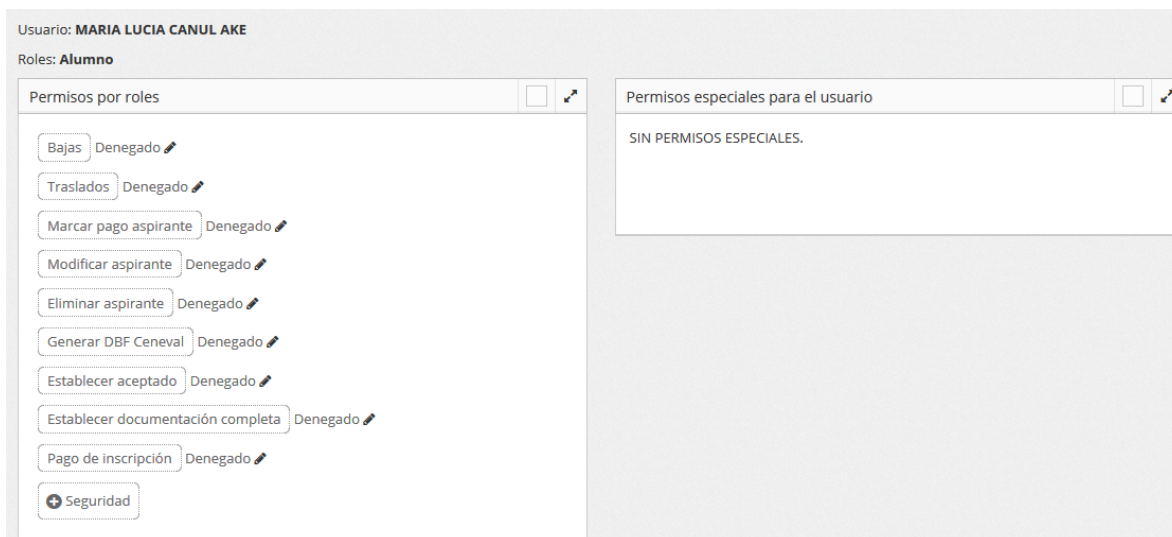 Usuario: MARIA LUCIA CANUL AKE
Roles: Alumno
Permisos por roles
Bajas Denegado
Traslados Denegado
Marcar pago aspirante Denegado
Modificar aspirante Denegado
Eliminar aspirante Denegado
Generar DBF Ceneval Denegado
Establecer aceptado Denegado
Establecer documentación completa Denegado
Pago de inscripción Denegado
Seguridad
Permisos especiales para el usuario
SIN PERMISOS ESPECIALES.